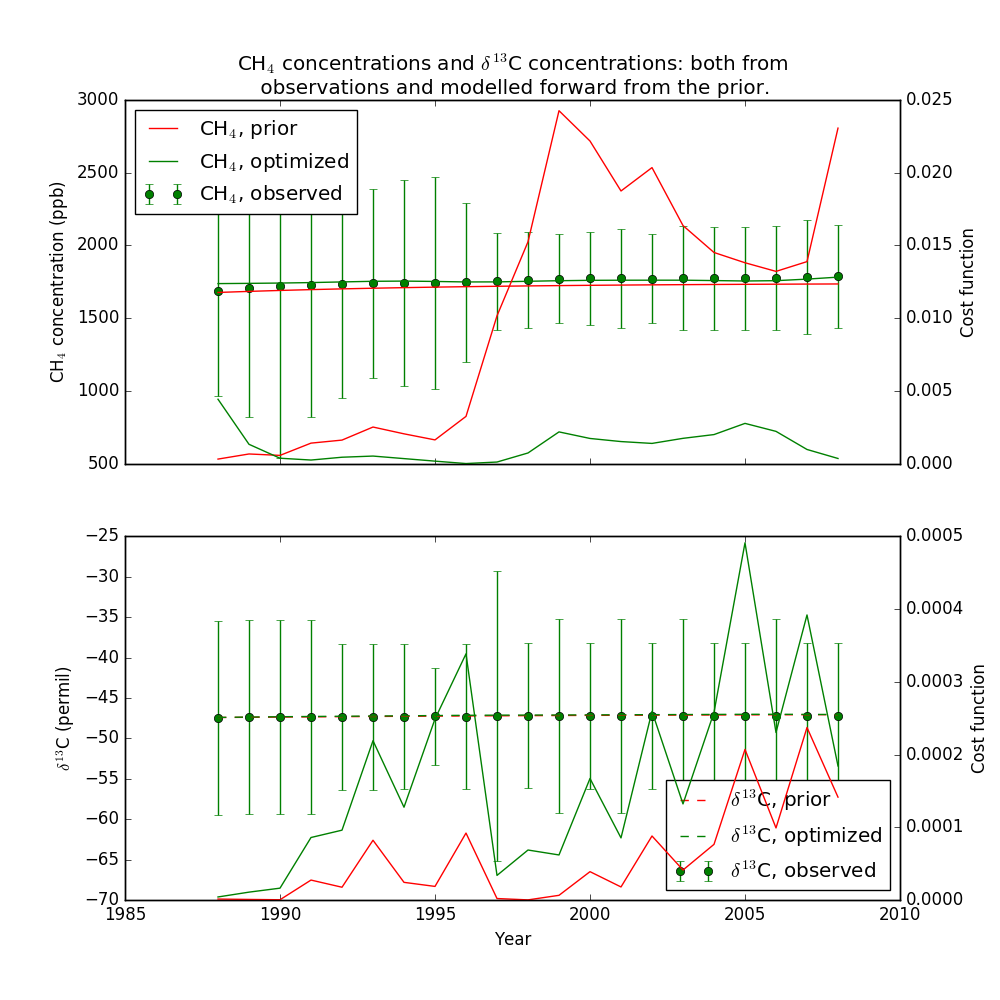 CH₄ concentrations and δ¹³C concentrations: both from
observations and modelled forward from the prior.
3000
2500
2000
1500
1000
500
CH₄ concentration (ppb)
CH₄, prior
CH₄, optimized
CH₄, observed
0.025
0.020
0.015
0.010
0.005
0.000
Cost function
−25
−30
−35
−40
−45
−50
−55
−60
−65
−70
δ¹³C (permil)
δ¹³C, prior
δ¹³C, optimized
δ¹³C, observed
0.0005
0.0004
0.0003
0.0002
0.0001
0.0000
Cost function
1985 1990 1995 2000 2005 2010
Year